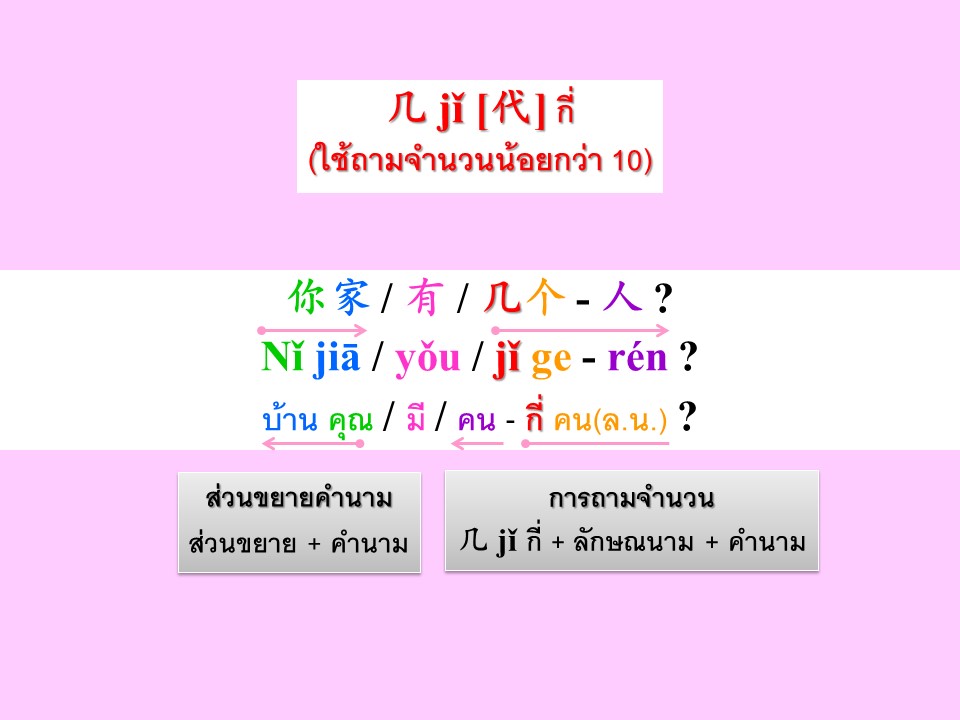 几 jǐ [代] กี่
(ใช้ถามจำนวนน้อยกว่า 10)
你家 / 有 / 几个 - 人 ?
Nǐ jiā / yǒu / jǐ ge - rén ?
บ้าน คุณ / มี / คน - กี่ คน(ล.น.) ?
ส่วนขยายคำนาม
ส่วนขยาย + คำนาม
การถามจำนวน
几 jǐ กี่ + ลักษณนาม + คำนาม